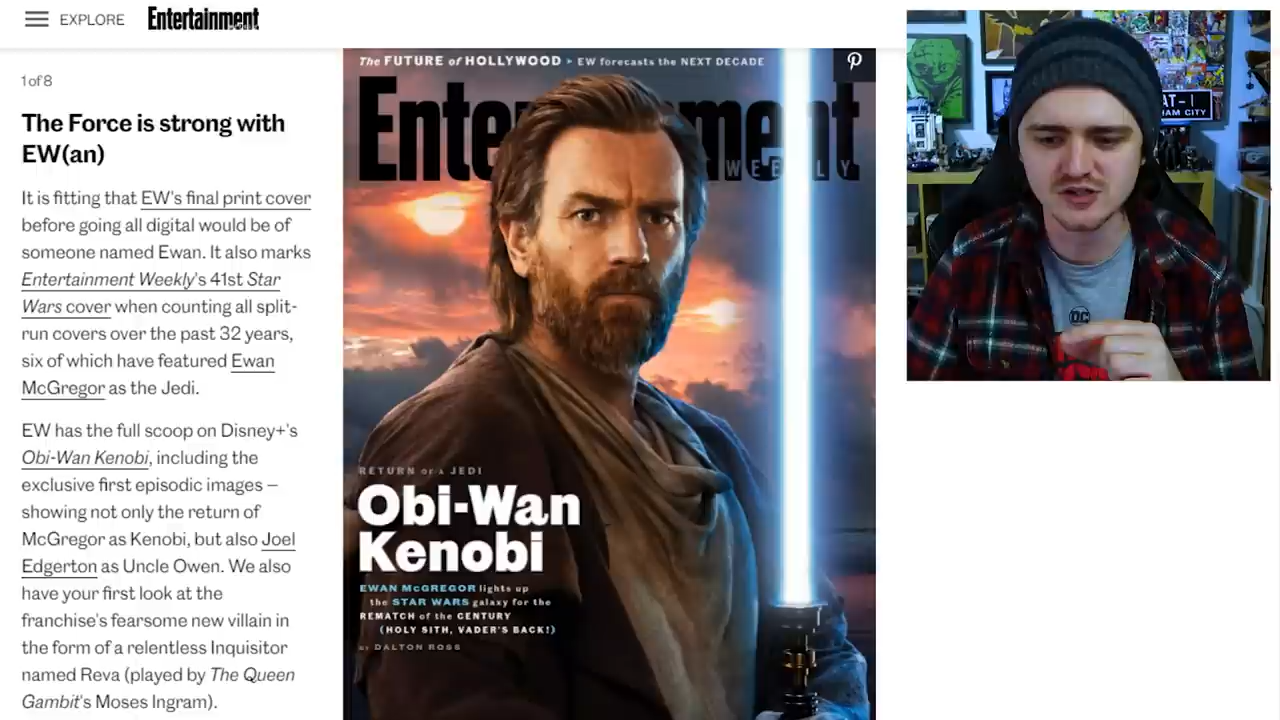 EXPLORE
Entertainment
1 of 8
The Force is strong with
EW(an)
It is fitting that EW's final print cover
before going all digital would be of
someone named Ewan. It also marks
Entertainment Weekly's 41st Star
Wars cover when counting all split-
run covers over the past 32 years,
six of which have featured Ewan
McGregor as the Jedi.
EW has the full scoop on Disney+'s
Obi-Wan Kenobi, including the
exclusive first episodic images –
showing not only the return of
McGregor as Kenobi, but also Joel
Edgerton as Uncle Owen. We also
have your first look at the
franchise's fearsome new villain in
the form of a relentless Inquisitor
named Reva (played by The Queen
Gambit's Moses Ingram).
The FUTURE of HOLLYWOOD ▸ EW forecasts the NEXT DECADE
Ente ment
WEEKLY
RETURN OF A JEDI
Obi-Wan
Kenobi
EWAN McGREGOR lights up
the STAR WARS galaxy for the
REMATCH of the CENTURY
(HOLY SITH, VADER'S BACK!)
BY DALTON ROSS
AT-1
HAM CITY
DC